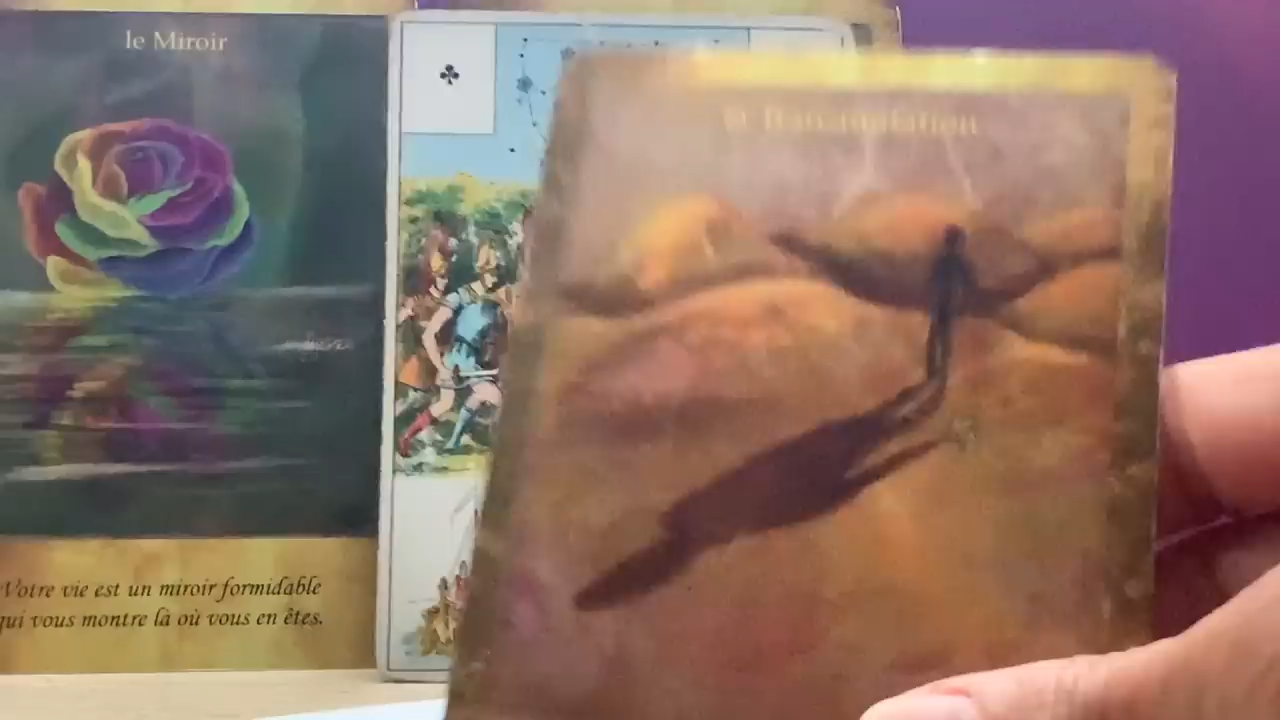 le Miroir
Votre vie est un miroir formidable
qui vous montre là où vous en êtes.